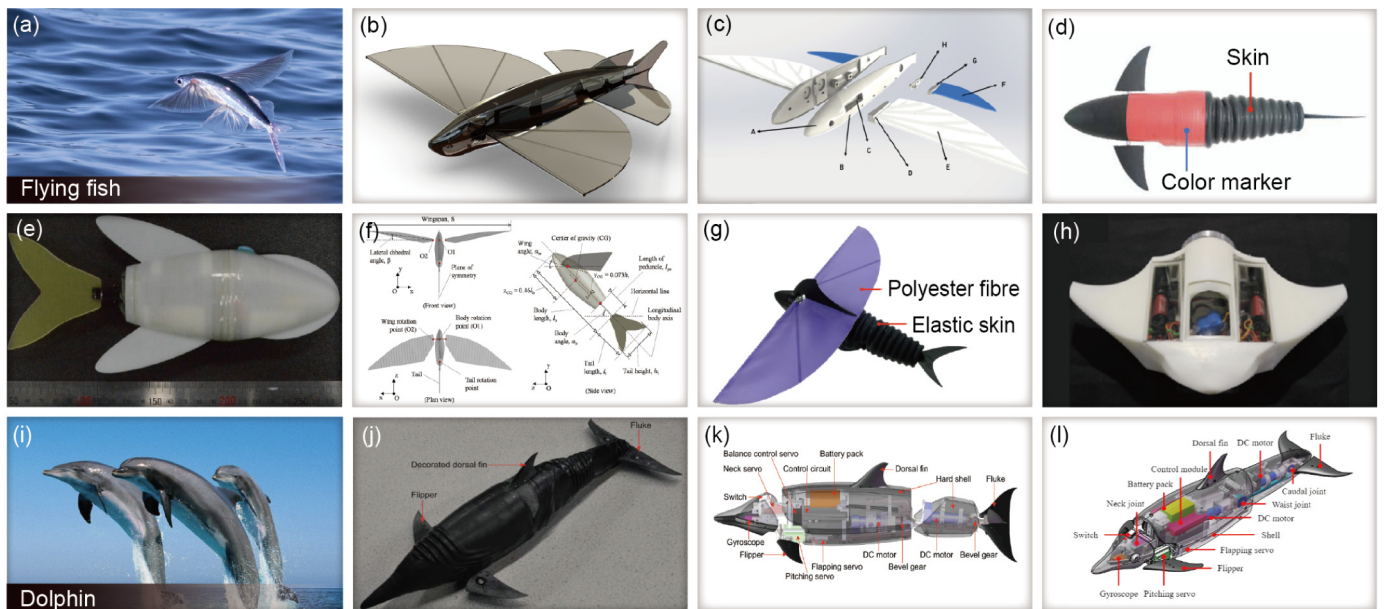 (a)
Flying fish
(b)
(c)
A
B
C
D
E
F
G
H
(d)
Skin
Color marker
(e)
150
(f)
Wingspan, S
Lateral dihedral
angle, β
O2
O1
Plane of
symmetry
y
O
x
(Front view)
Wing rotation
point (O2)
Body rotation
point (O1)
Tail
Tail rotation
point
z
x
O
(Plan view)
Center of gravity (CG)
Wing
angle,
Length of
peduncle,
Horizontal line
Longitudinal
body axis
Body
length,
Body
angle,
Tail
length,
Tail height,
y
z
O
(Side view)
(g)
Polyester fibre
Elastic skin
(h)
(i)
Dolphin
(j)
Fluke
Decorated dorsal fin
Flipper
(k)
Balance control servo
Neck servo
Switch
Control circuit
Battery pack
Dorsal fin
Hard shell
Fluke
Gyroscope
Flipper
Pitching servo
Flapping servo
DC motor
Bevel gear
DC motor
Bevel gear
(l)
Dorsal fin
DC motor
Fluke
Control module
Battery pack
Neck joint
Caudal joint
Waist joint
DC motor
Switch
Shell
Flapping servo
Flipper
Gyroscope
Pitching servo